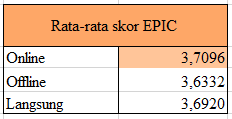 Rata-rata skor EPIC
Online 3,7096
Offline 3,6332
Langsung 3,6920